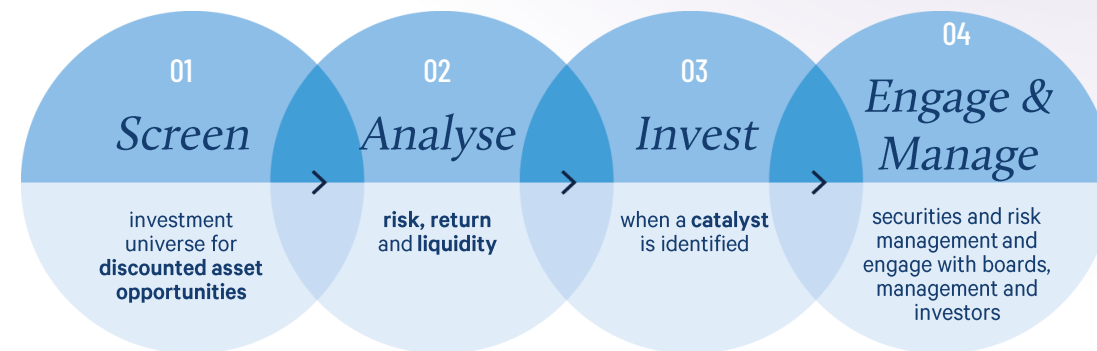 01
Screen
investment
universe for
discounted asset
opportunities
02
Analyse
risk, return
and liquidity
03
Invest
when a catalyst
is identified
04
Engage &
Manage
securities and risk
management and
engage with boards,
management and
investors